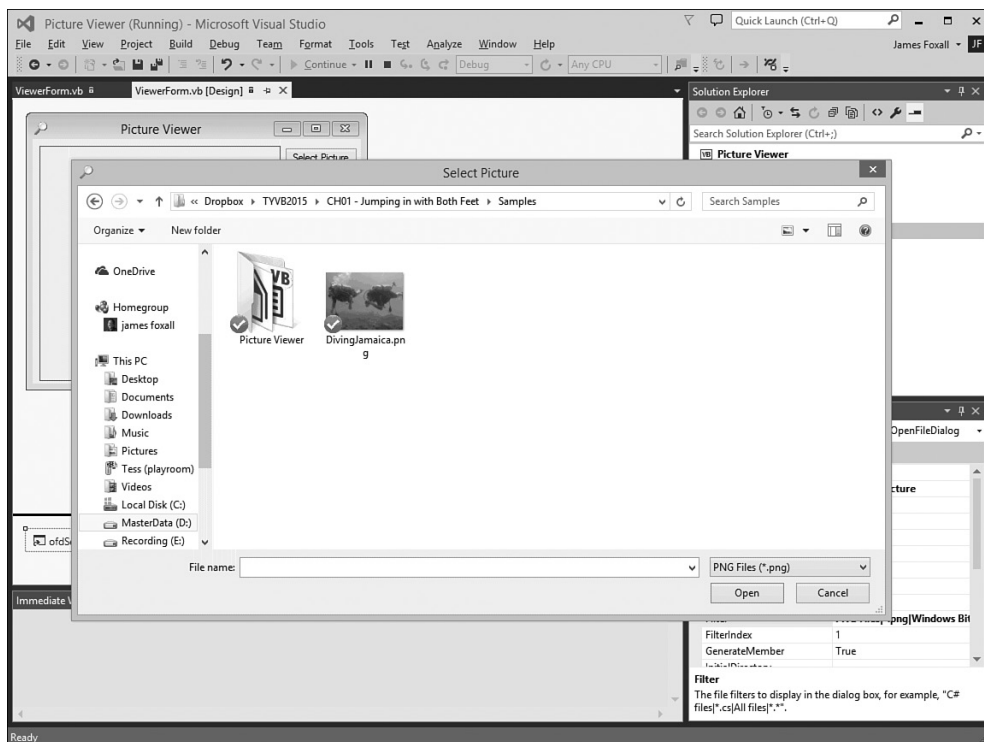 Picture Viewer (Running) - Microsoft Visual Studio
Quick Launch (Ctrl+Q)
File Edit View Project Build Debug Team Format Tools Test Analyze Window Help
James Foxall JF
Continue Debug Any CPU
ViewerForm.vb
ViewerForm.vb [Design]
Solution Explorer
Picture Viewer
Select Picture
Search Solution Explorer (Ctrl+;)
VB Picture Viewer
Select Picture
« Dropbox TYVB2015 CH01 - Jumping in with Both Feet Samples
Search Samples
Organize New folder
OneDrive
Homegroup
james foxall
This PC
Desktop
Documents
Downloads
Music
Pictures
Tess (playroom)
Videos
Local Disk (C:)
MasterData (D:)
Recording (E:)
VB
Picture Viewer
DivingJamaica.pn
g
OpenFileDialog
cture
ofdSe
File name:
PNG Files (*.png)
Open Cancel
Immediate
png|Windows Bit
FilterIndex 1
GenerateMember True
Filter
The file filters to display in the dialog box, for example, "C#
files|*.cs|All files|*.*".
Ready